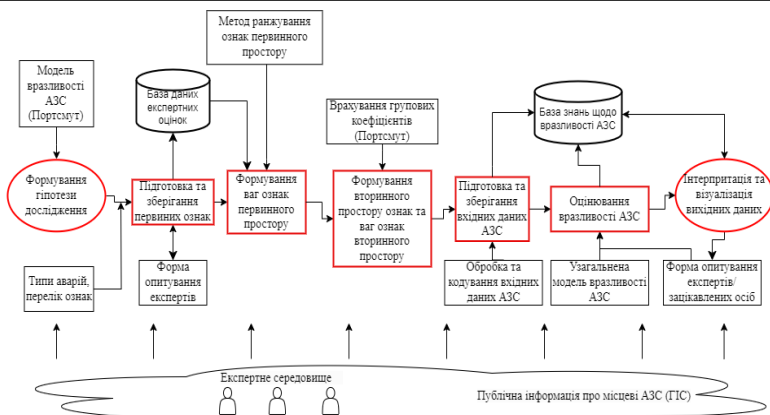 Метод ранжування
ознак первинного
простору
Модель
вразливості
АЗС
(Портсмут)
База даних
експертних
оцінок
Врахування групових
коефіцієнтів
(Портсмут)
База знань щодо
вразливості АЗС
Формування
гіпотези
дослідження
Підготовка та
зберігання
первиних ознак
Формування
ваг ознак
первинного
простору
Формування
вторинного
простору ознак та
ваг ознак
вторинного
простору
Підготовка та
зберігання
вхідних даних
АЗС
Оцінювання
вразливості АЗС
Інтерпритація та
візуалізація
вихідних даних
Типи аварій,
перелік ознак
Форма
опитування
експертів
Обробка та
кодування вхідних
даних АЗС
Узагальнена
модель вразливості
АЗС
Форма опитування
експертів/
зацікавлених осіб
Експертне середовище
Публічна інформація про місцеві АЗС (ГІС)